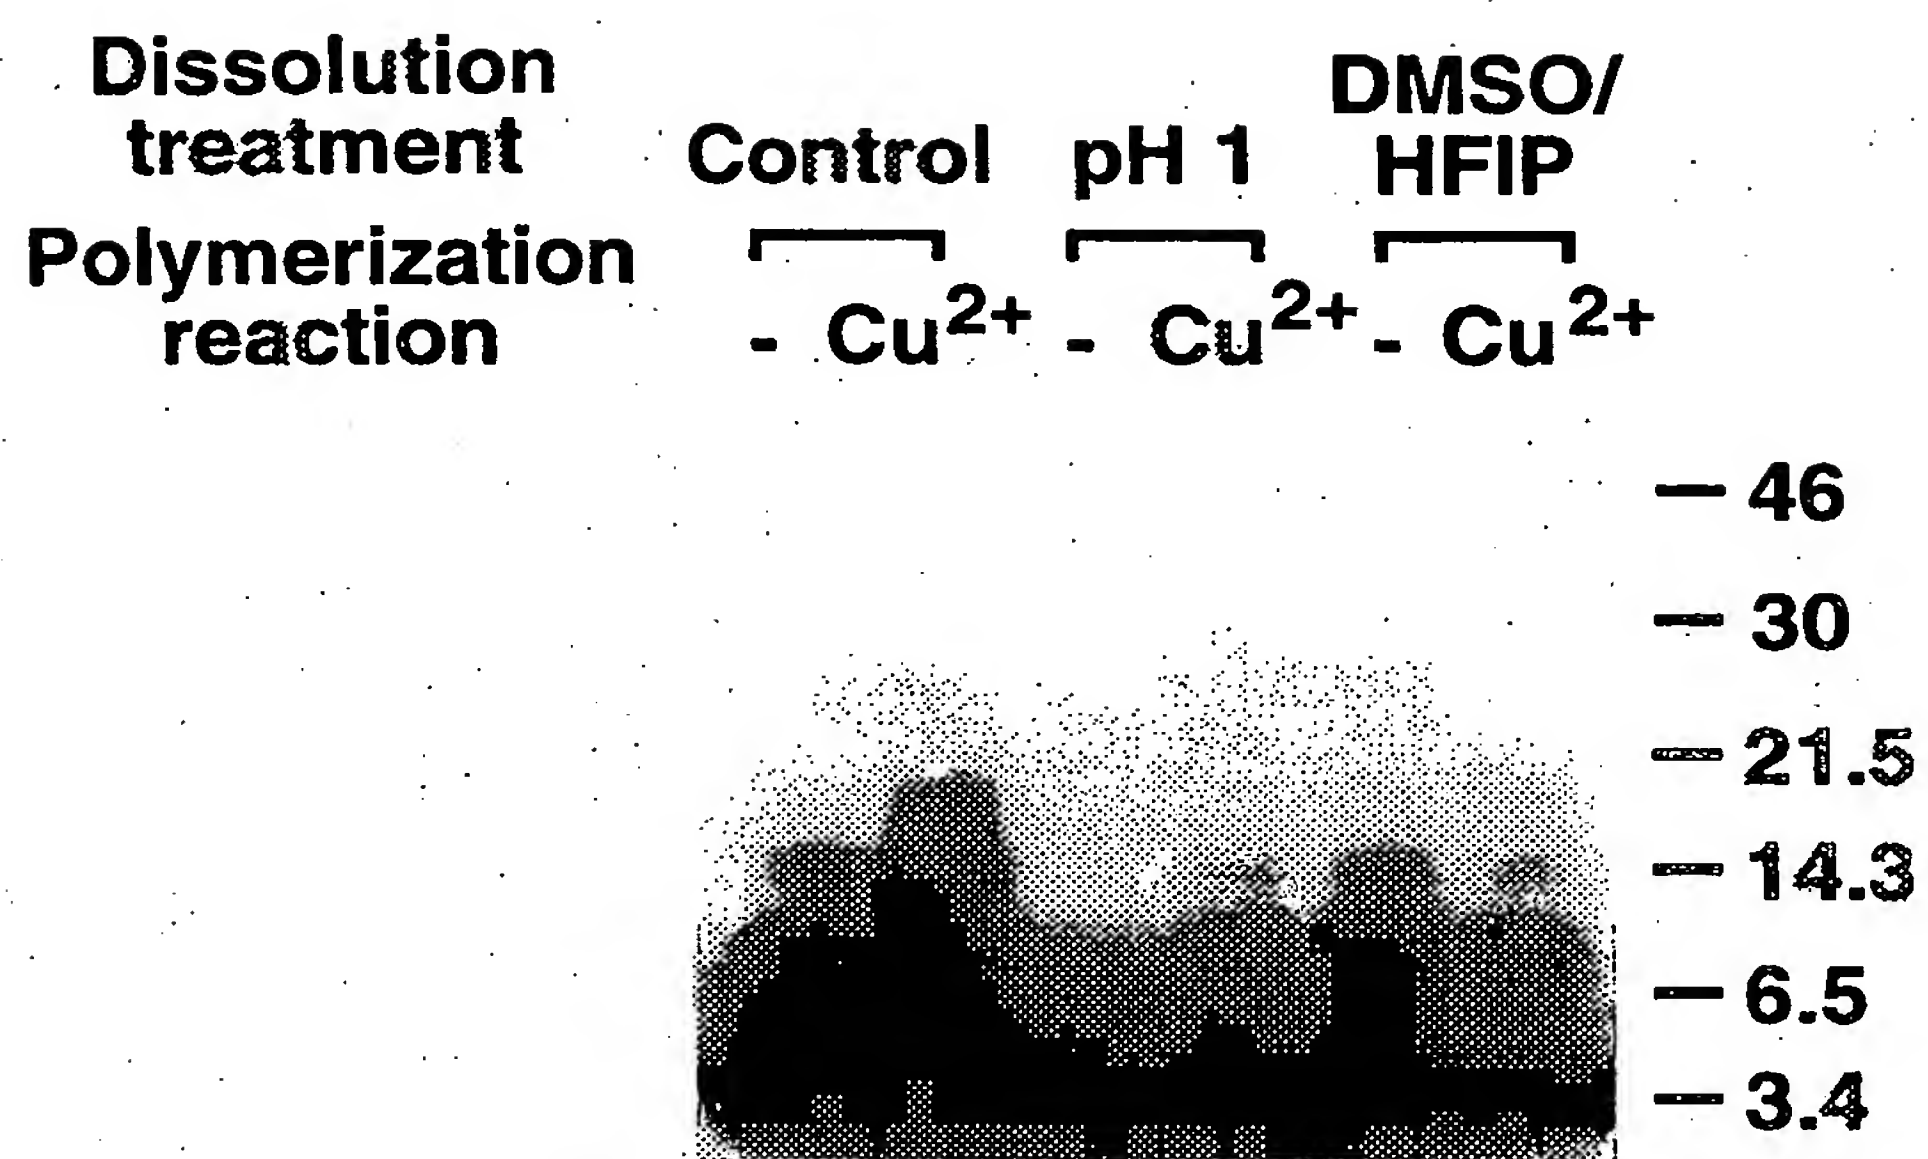 Dissolution
treatment
Control
pH 1
DMSO/
HFIP
Polymerization
reaction
- Cu2+ - Cu2+ - Cu2+
– 46
– 30
– 21.5
– 14.3
– 6.5
– 3.4